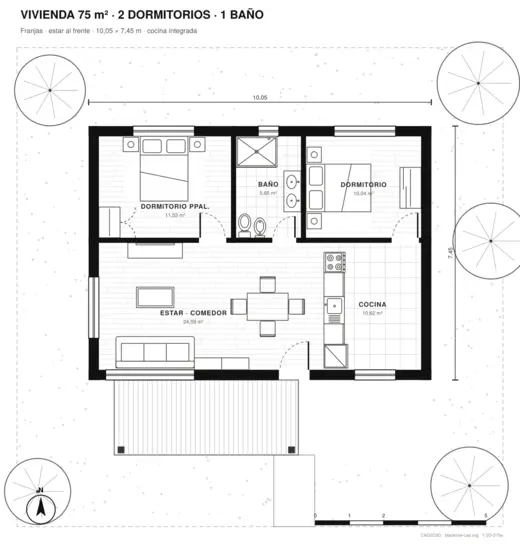 VIVIENDA 75 m² · 2 DORMITORIOS · 1 BAÑO
Franjas · estar al frente · 10,05 × 7,45 m · cocina integrada
10,05
BAÑO
5,65 m²
DORMITORIO
10,04 m²
DORMITORIO PPAL.
11,03 m²
7,45
ESTAR - COMEDOR
24,59 m²
COCINA
10,62 m²
N
0 1 2 5